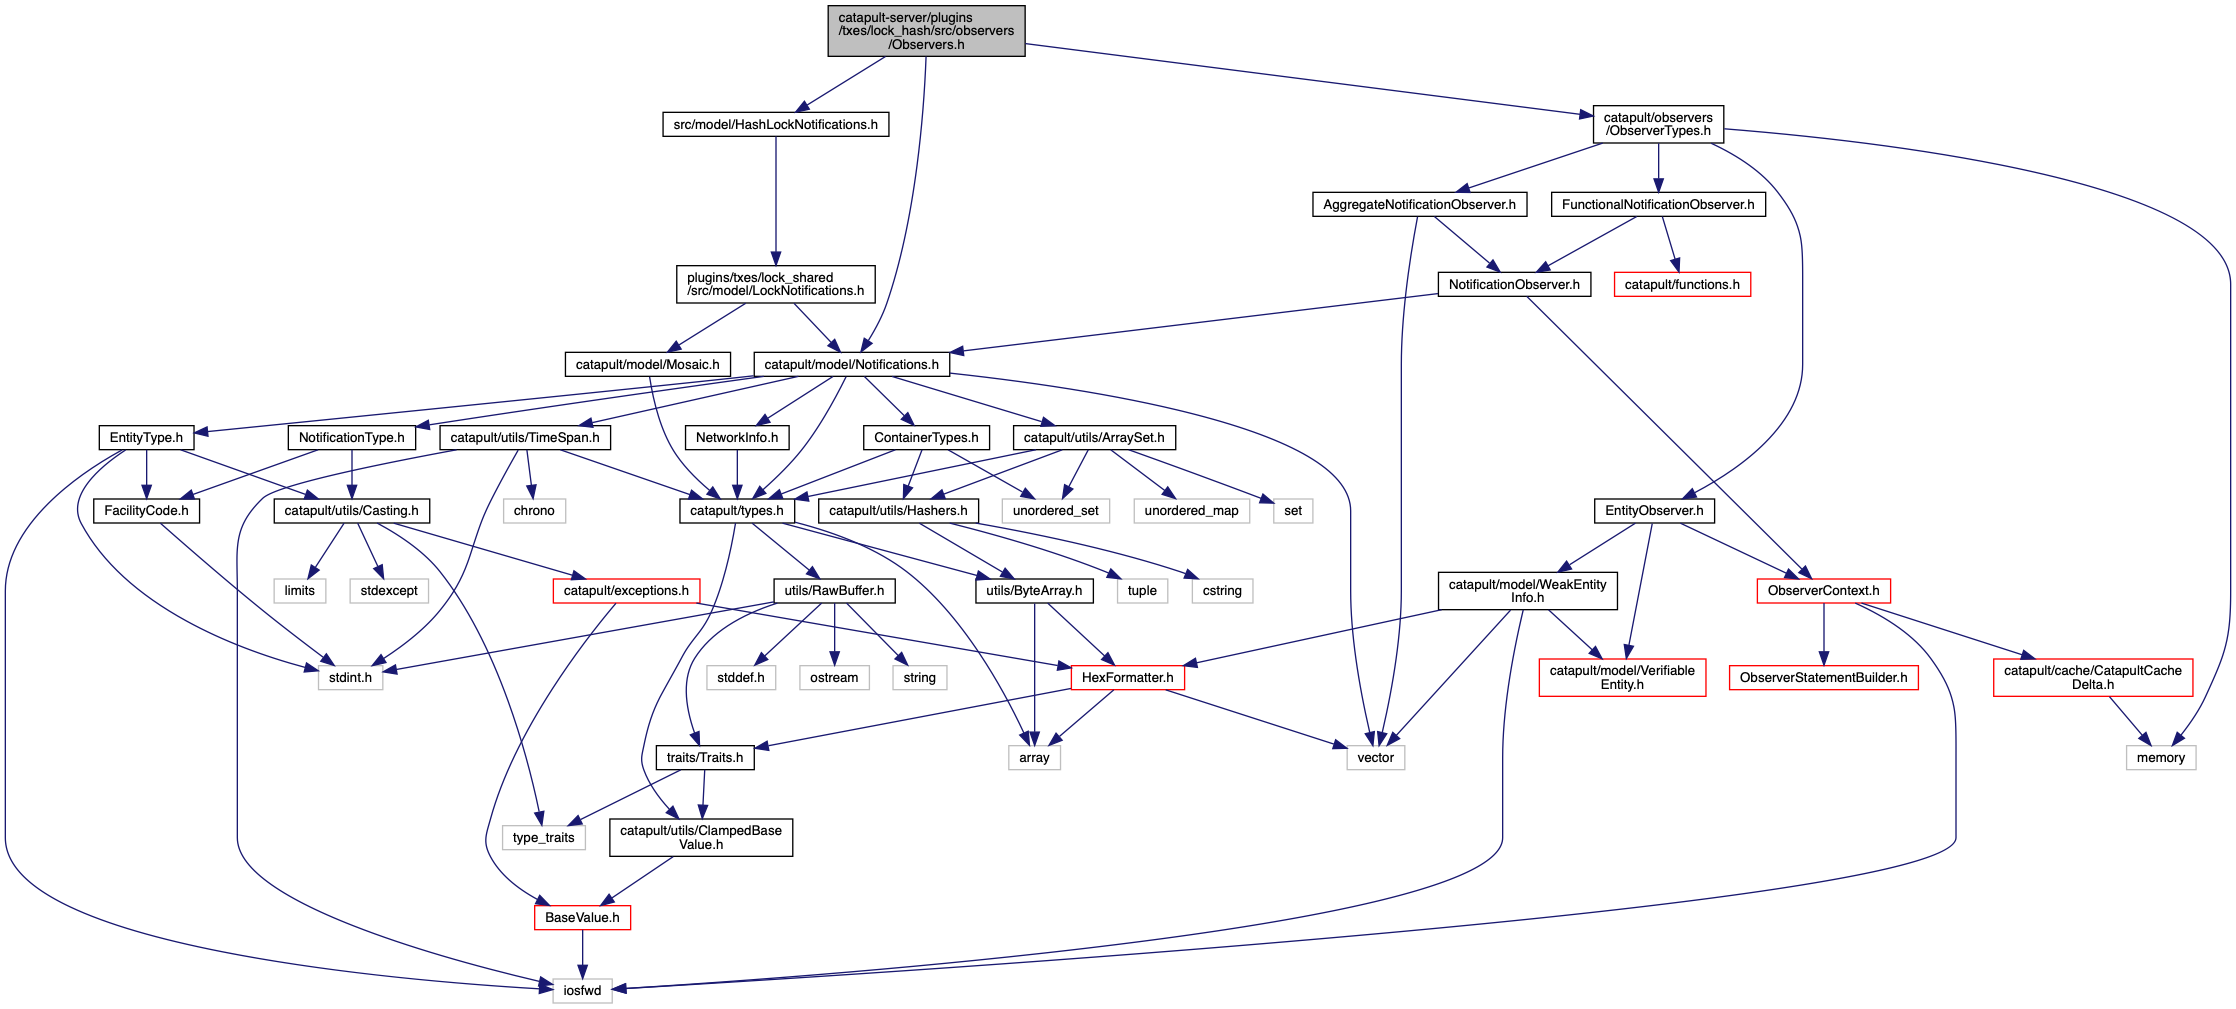 catapult-server/plugins
/txes/lock_hash/src/observers
/Observers.h
src/model/HashLockNotifications.h
catapult/observers
/ObserverTypes.h
AggregateNotificationObserver.h
FunctionalNotificationObserver.h
plugins/txes/lock_shared
/src/model/LockNotifications.h
NotificationObserver.h
catapult/functions.h
catapult/model/Mosaic.h
catapult/model/Notifications.h
EntityType.h
NotificationType.h
catapult/utils/TimeSpan.h
NetworkInfo.h
ContainerTypes.h
catapult/utils/ArraySet.h
FacilityCode.h
catapult/utils/Casting.h
chrono
catapult/types.h
catapult/utils/Hashers.h
unordered_set
unordered_map
set
EntityObserver.h
limits
stdexcept
catapult/exceptions.h
utils/RawBuffer.h
utils/ByteArray.h
tuple
cstring
catapult/model/WeakEntity
Info.h
ObserverContext.h
stdint.h
stddef.h
ostream
string
HexFormatter.h
catapult/model/Verifiable
Entity.h
ObserverStatementBuilder.h
catapult/cache/CatapultCache
Delta.h
traits/Traits.h
array
vector
memory
type_traits
catapult/utils/ClampedBase
Value.h
BaseValue.h
iosfwd